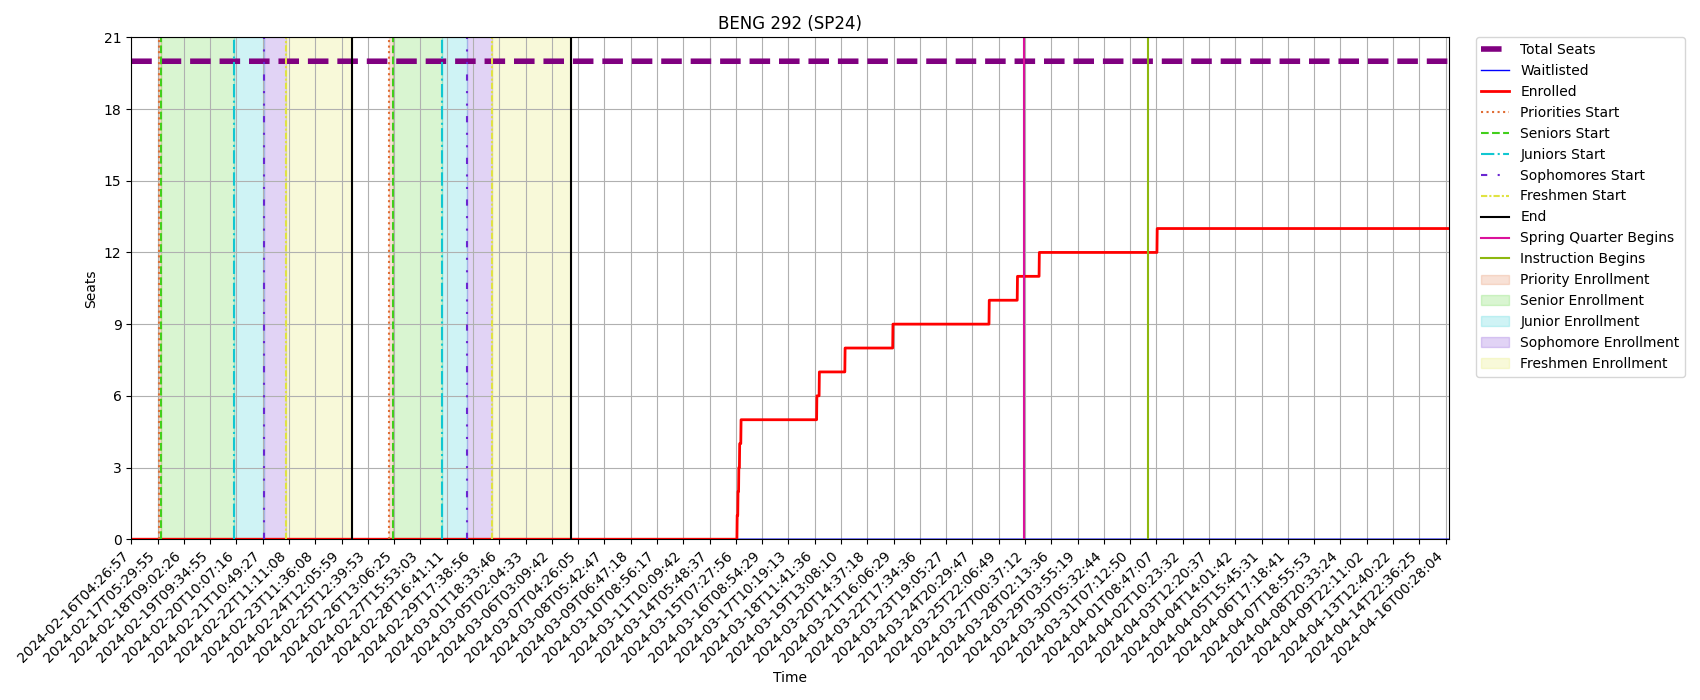 BENG 292 (SP24)
21
18
15
12
9
6
3
0
Seats
2024-02-16T04:26:57
2024-02-17T05:29:55
2024-02-18T09:02:26
2024-02-19T09:34:55
2024-02-20T10:07:16
2024-02-21T10:49:27
2024-02-22T11:11:08
2024-02-23T11:36:08
2024-02-24T12:05:59
2024-02-25T12:39:53
2024-02-26T13:06:25
2024-02-27T15:53:03
2024-02-28T16:41:11
2024-02-29T17:38:56
2024-03-01T18:33:46
2024-03-05T02:04:33
2024-03-06T03:09:42
2024-03-07T04:26:05
2024-03-08T05:42:47
2024-03-09T06:47:18
2024-03-10T08:56:17
2024-03-11T10:09:42
2024-03-14T05:48:37
2024-03-15T07:27:56
2024-03-16T08:54:29
2024-03-17T10:19:13
2024-03-18T11:41:36
2024-03-19T13:08:10
2024-03-20T14:37:18
2024-03-21T16:06:29
2024-03-22T17:34:36
2024-03-23T19:05:27
2024-03-24T20:29:47
2024-03-25T22:06:49
2024-03-27T00:37:12
2024-03-28T02:13:36
2024-03-29T03:55:19
2024-03-30T05:32:44
2024-03-31T07:12:50
2024-04-01T08:47:07
2024-04-02T10:23:32
2024-04-03T12:20:37
2024-04-04T14:01:42
2024-04-05T15:45:31
2024-04-06T17:18:41
2024-04-07T18:55:53
2024-04-08T20:33:24
2024-04-09T22:11:02
2024-04-13T12:40:22
2024-04-14T22:36:25
2024-04-16T00:28:04
Time
Total Seats
Waitlisted
Enrolled
Priorities Start
Seniors Start
Juniors Start
Sophomores Start
Freshmen Start
End
Spring Quarter Begins
Instruction Begins
Priority Enrollment
Senior Enrollment
Junior Enrollment
Sophomore Enrollment
Freshmen Enrollment